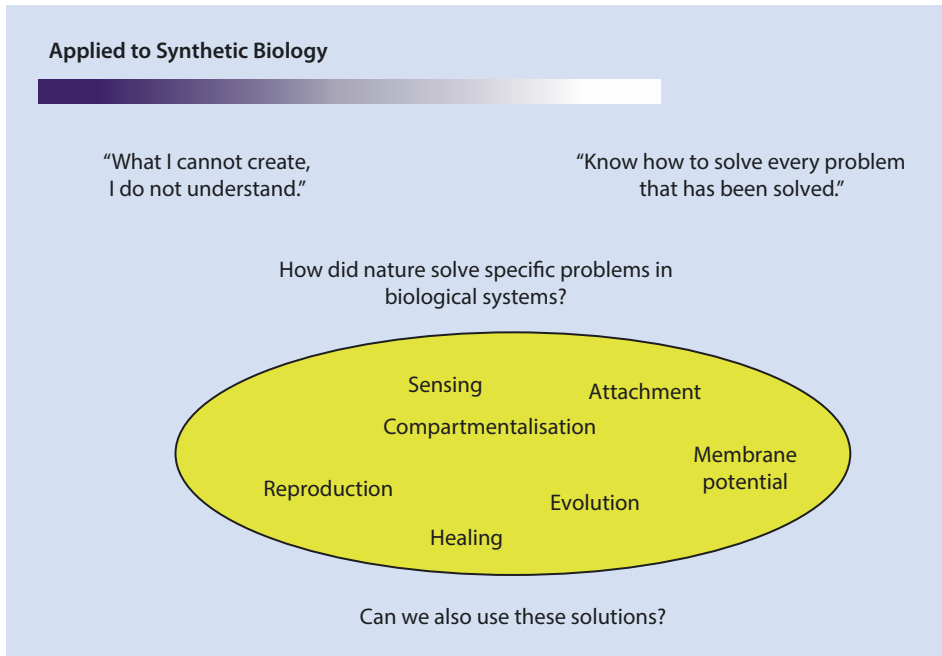 Applied to Synthetic Biology
“What I cannot create,
I do not understand.”
“Know how to solve every problem
that has been solved.”
How did nature solve specific problems in
biological systems?
Sensing
Attachment
Compartmentalisation
Membrane
potential
Reproduction
Evolution
Healing
Can we also use these solutions?